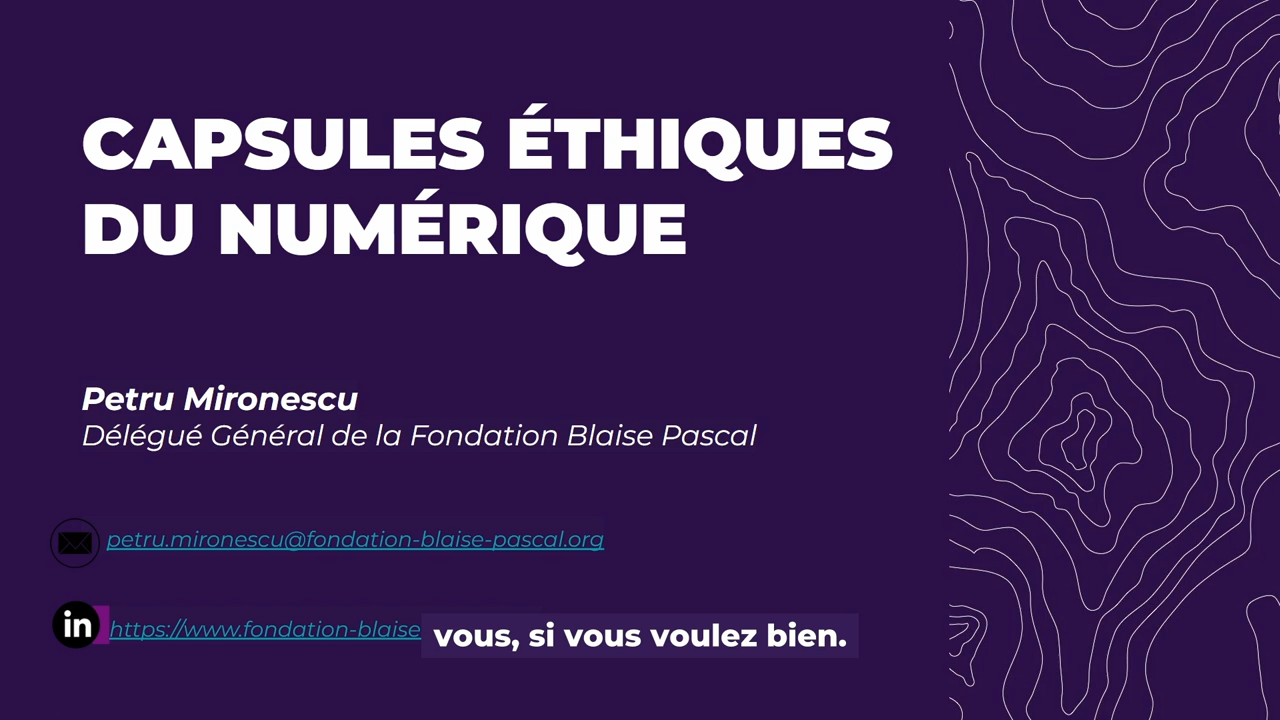 CAPSULES ÉTHIQUES
DU NUMÉRIQUE
Petru Mironescu
Délégué Général de la Fondation Blaise Pascal
petru.mironescu@fondation-blaise-pascal.org
in
https://www.fondation-blaise
vous, si vous voulez bien.